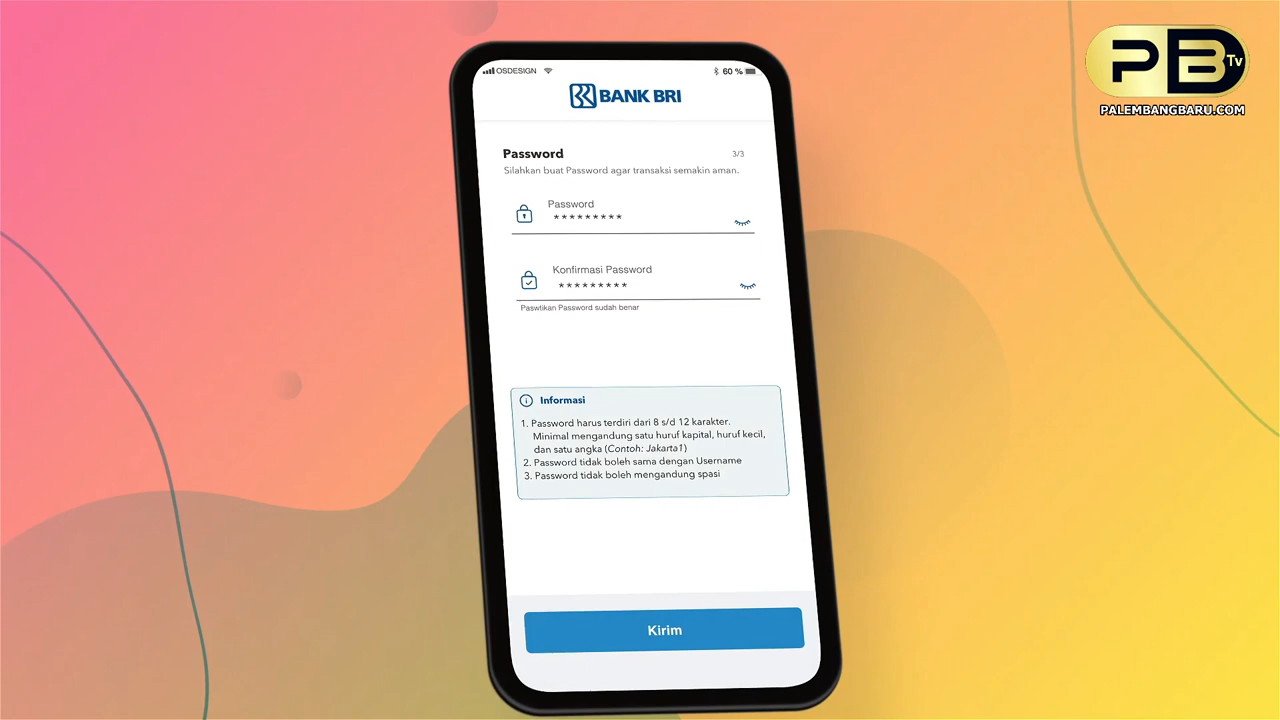 PB Tv
PALEMBANGBARU.COM
OSDESIGN
60 %
BANK BRI
Password
3/3
Silahkan buat Password agar transaksi semakin aman.
Password
*********
Konfirmasi Password
*********
Paswtikan Password sudah benar
Informasi
1. Password harus terdiri dari 8 s/d 12 karakter.
Minimal mengandung satu huruf kapital, huruf kecil,
dan satu angka (Contoh: Jakarta1)
2. Password tidak boleh sama dengan Username
3. Password tidak boleh mengandung spasi
Kirim